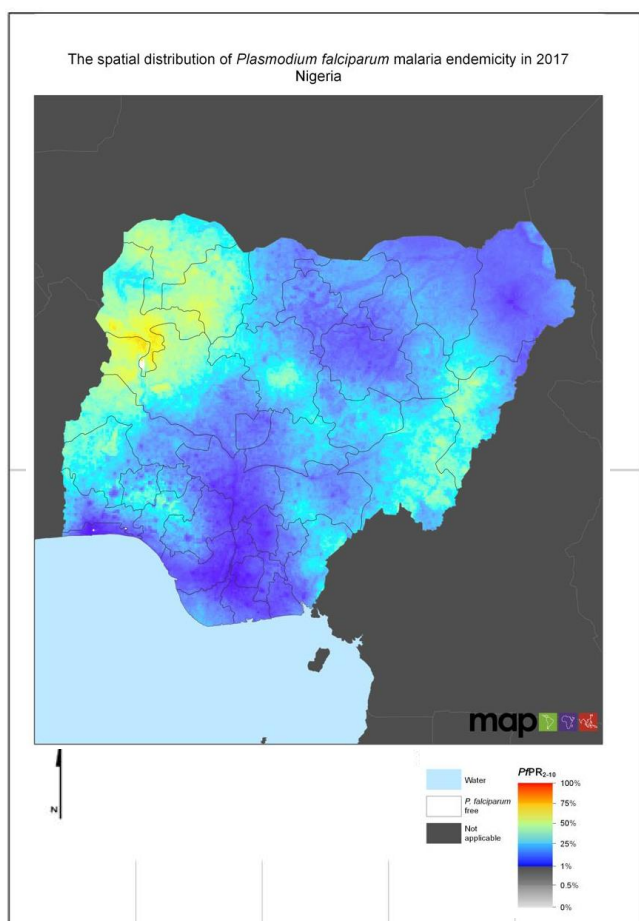 The spatial distribution of Plasmodium falciparum malaria endemicity in 2017
Nigeria
map
N
Water
P. falciparum
free
Not
applicable
PfPR2-10
100%
75%
50%
25%
1%
0.5%
0%